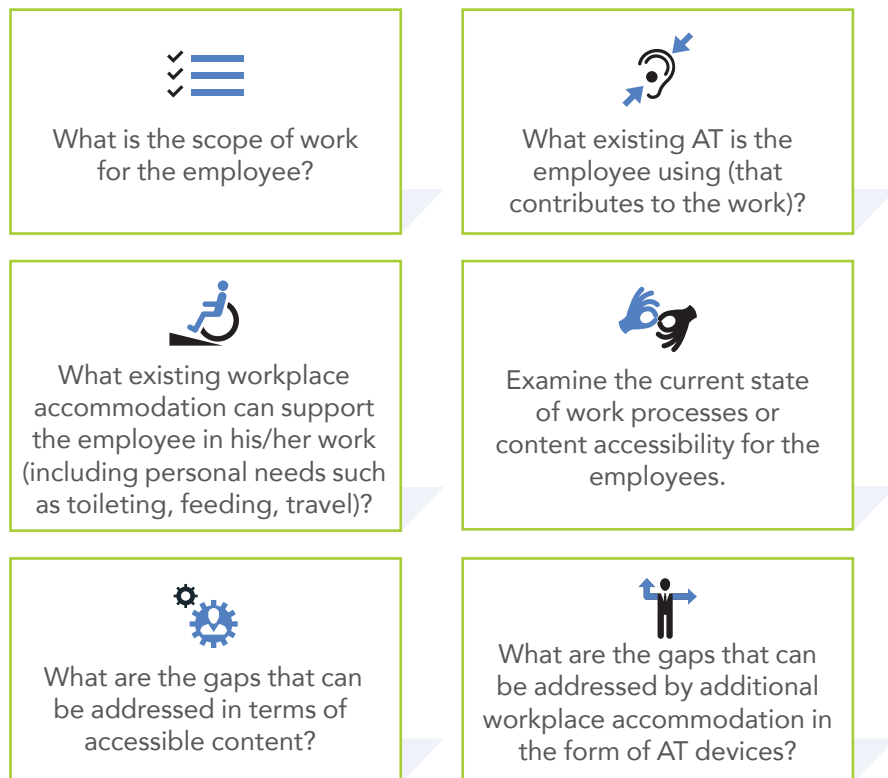 What is the scope of work
for the employee?
What existing AT is the
employee using (that
contributes to the work)?
What existing workplace
accommodation can support
the employee in his/her work
(including personal needs such
as toileting, feeding, travel)?
Examine the current state
of work processes or
content accessibility for the
employees.
What are the gaps that can
be addressed in terms of
accessible content?
What are the gaps that can
be addressed by additional
workplace accommodation in
the form of AT devices?